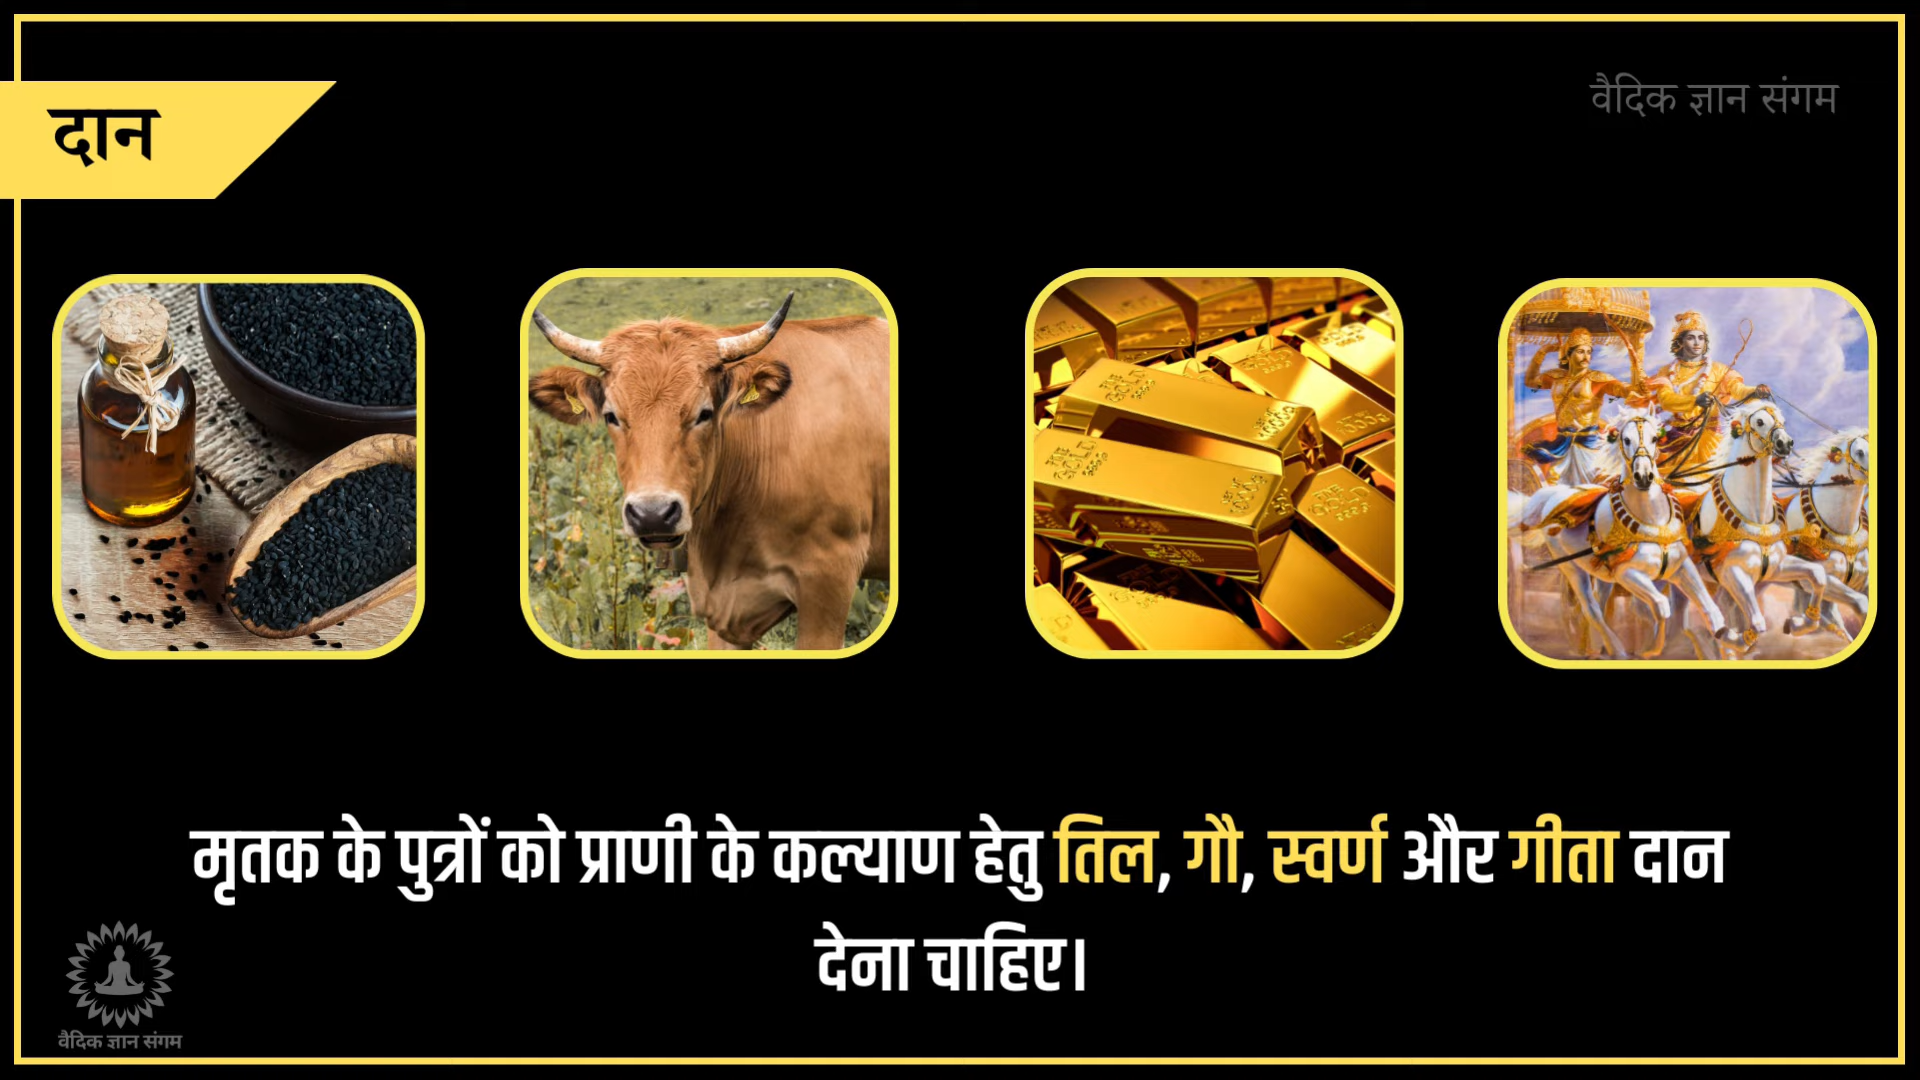 दान
वैदिक ज्ञान संगम
मृतक के पुत्रों को प्राणी के कल्याण हेतु तिल, गौ, स्वर्ण और गीता दान
देना चाहिए।
वैदिक ज्ञान संगम